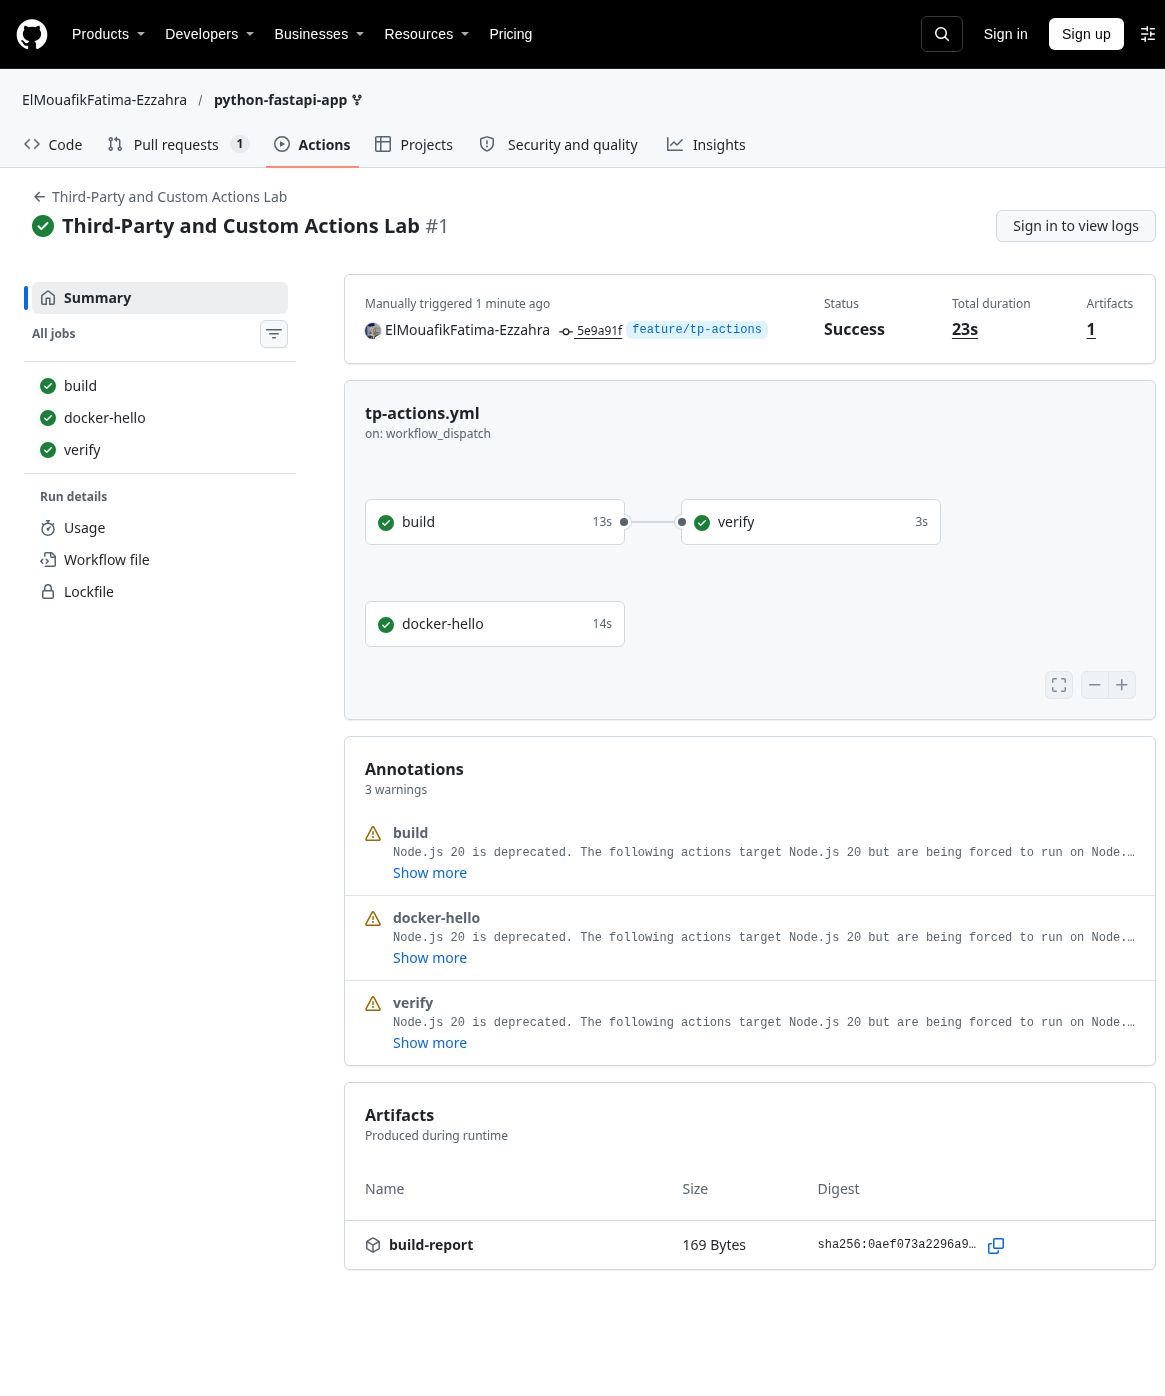 Products Developers Businesses Resources Pricing Sign in Sign up
ElMouafikFatima-Ezzahra / python-fastapi-app
Code Pull requests 1 Actions Projects Security and quality Insights
Third-Party and Custom Actions Lab
Third-Party and Custom Actions Lab #1
Sign in to view logs
Summary
All jobs
build
docker-hello
verify
Run details
Usage
Workflow file
Lockfile
Manually triggered 1 minute ago
ElMouafikFatima-Ezzahra 5e9a91f feature/tp-actions
Status
Success
Total duration
23s
Artifacts
1
tp-actions.yml
on: workflow_dispatch
build 13s
verify 3s
docker-hello 14s
Annotations
3 warnings
build
Node.js 20 is deprecated. The following actions target Node.js 20 but are being forced to run on Node.…
Show more
docker-hello
Node.js 20 is deprecated. The following actions target Node.js 20 but are being forced to run on Node.…
Show more
verify
Node.js 20 is deprecated. The following actions target Node.js 20 but are being forced to run on Node.…
Show more
Artifacts
Produced during runtime
Name Size Digest
build-report 169 Bytes sha256:0aef073a2296a9…